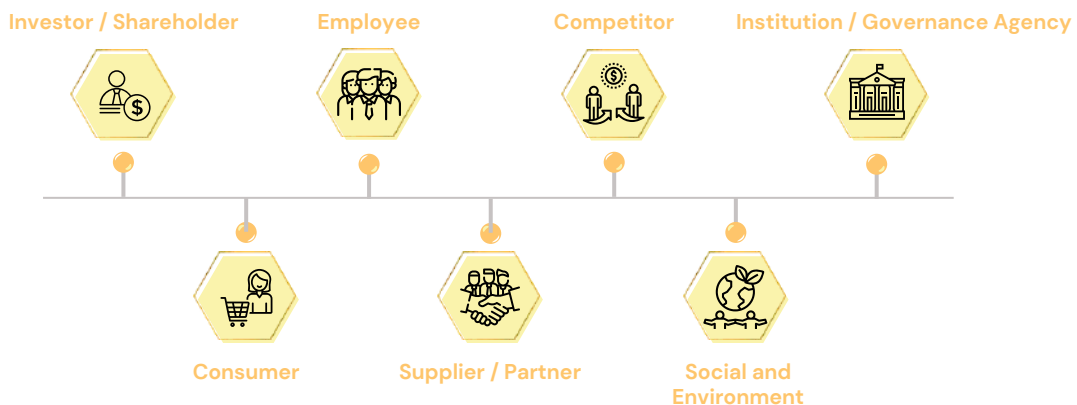 Investor / Shareholder
Employee
Competitor
Institution / Governance Agency
$
$
Consumer
Supplier / Partner
Social and
Environment